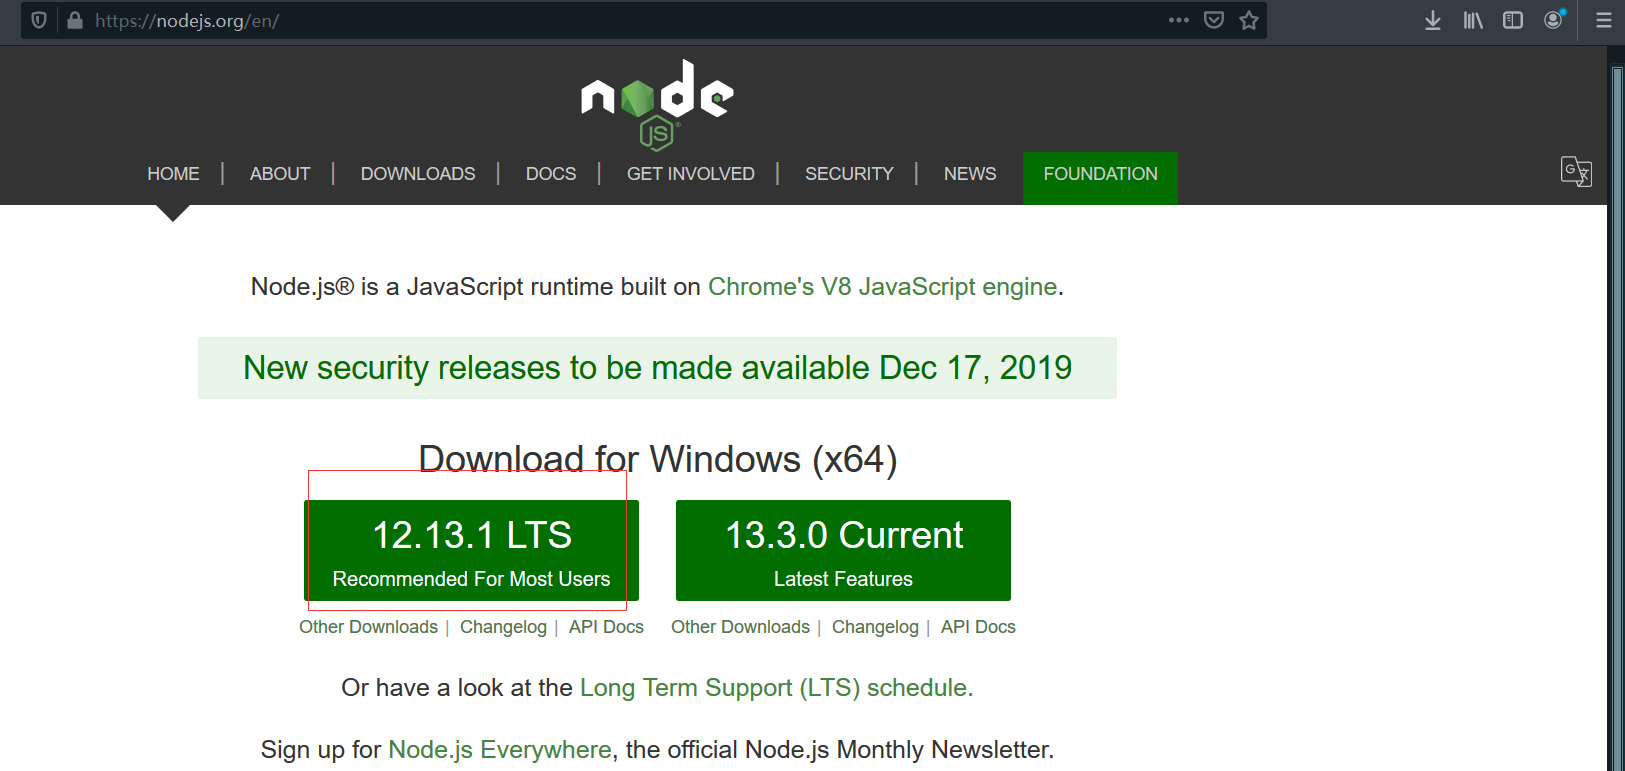 https://nodejs.org/en/
node
JS ®
HOME | ABOUT | DOWNLOADS | DOCS | GET INVOLVED | SECURITY | NEWS FOUNDATION
Node.js® is a JavaScript runtime built on Chrome's V8 JavaScript engine.
New security releases to be made available Dec 17, 2019
Download for Windows (x64)
12.13.1 LTS
Recommended For Most Users
13.3.0 Current
Latest Features
Other Downloads | Changelog | API Docs
Other Downloads | Changelog | API Docs
Or have a look at the Long Term Support (LTS) schedule.
Sign up for Node.js Everywhere, the official Node.js Monthly Newsletter.